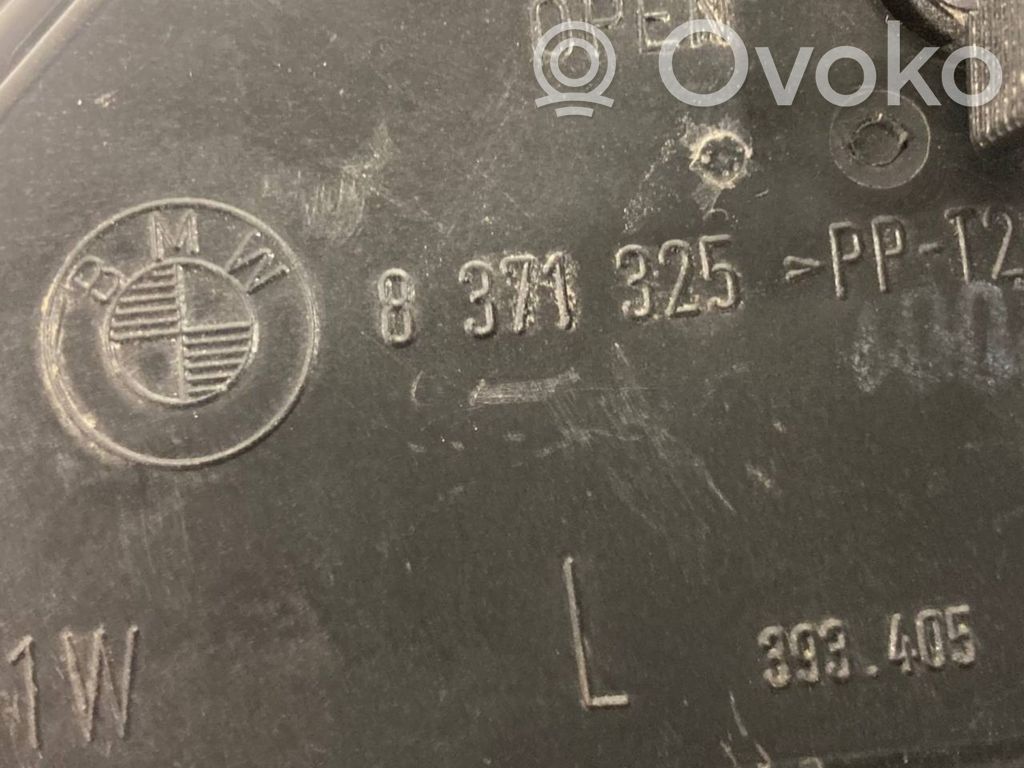 OPEN
Ovoko
BMW
8 371 325 >PP-T2
1W
L
393.405